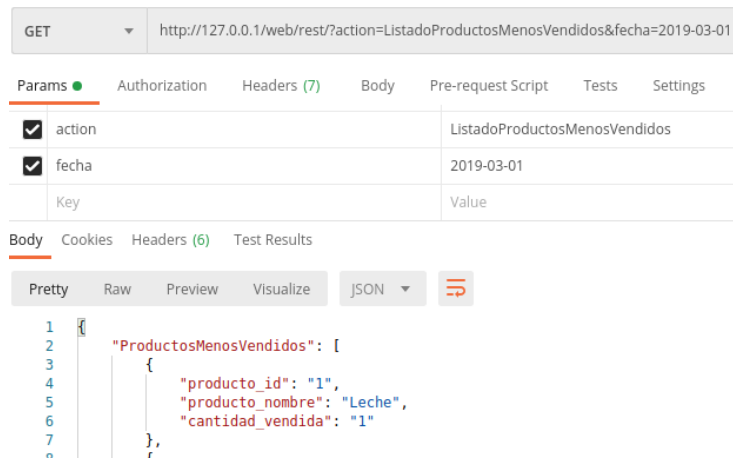 GET http://127.0.0.1/web/rest/?action=ListadoProductosMenosVendidos&fecha=2019-03-01
Params Authorization Headers (7) Body Pre-request Script Tests Settings
action ListadoProductosMenosVendidos
fecha 2019-03-01
Key Value
Body Cookies Headers (6) Test Results
Pretty Raw Preview Visualize JSON
1 {
2 "ProductosMenosVendidos": [
3 {
4 "producto_id": "1",
5 "producto_nombre": "Leche",
6 "cantidad_vendida": "1"
7 },
8 {